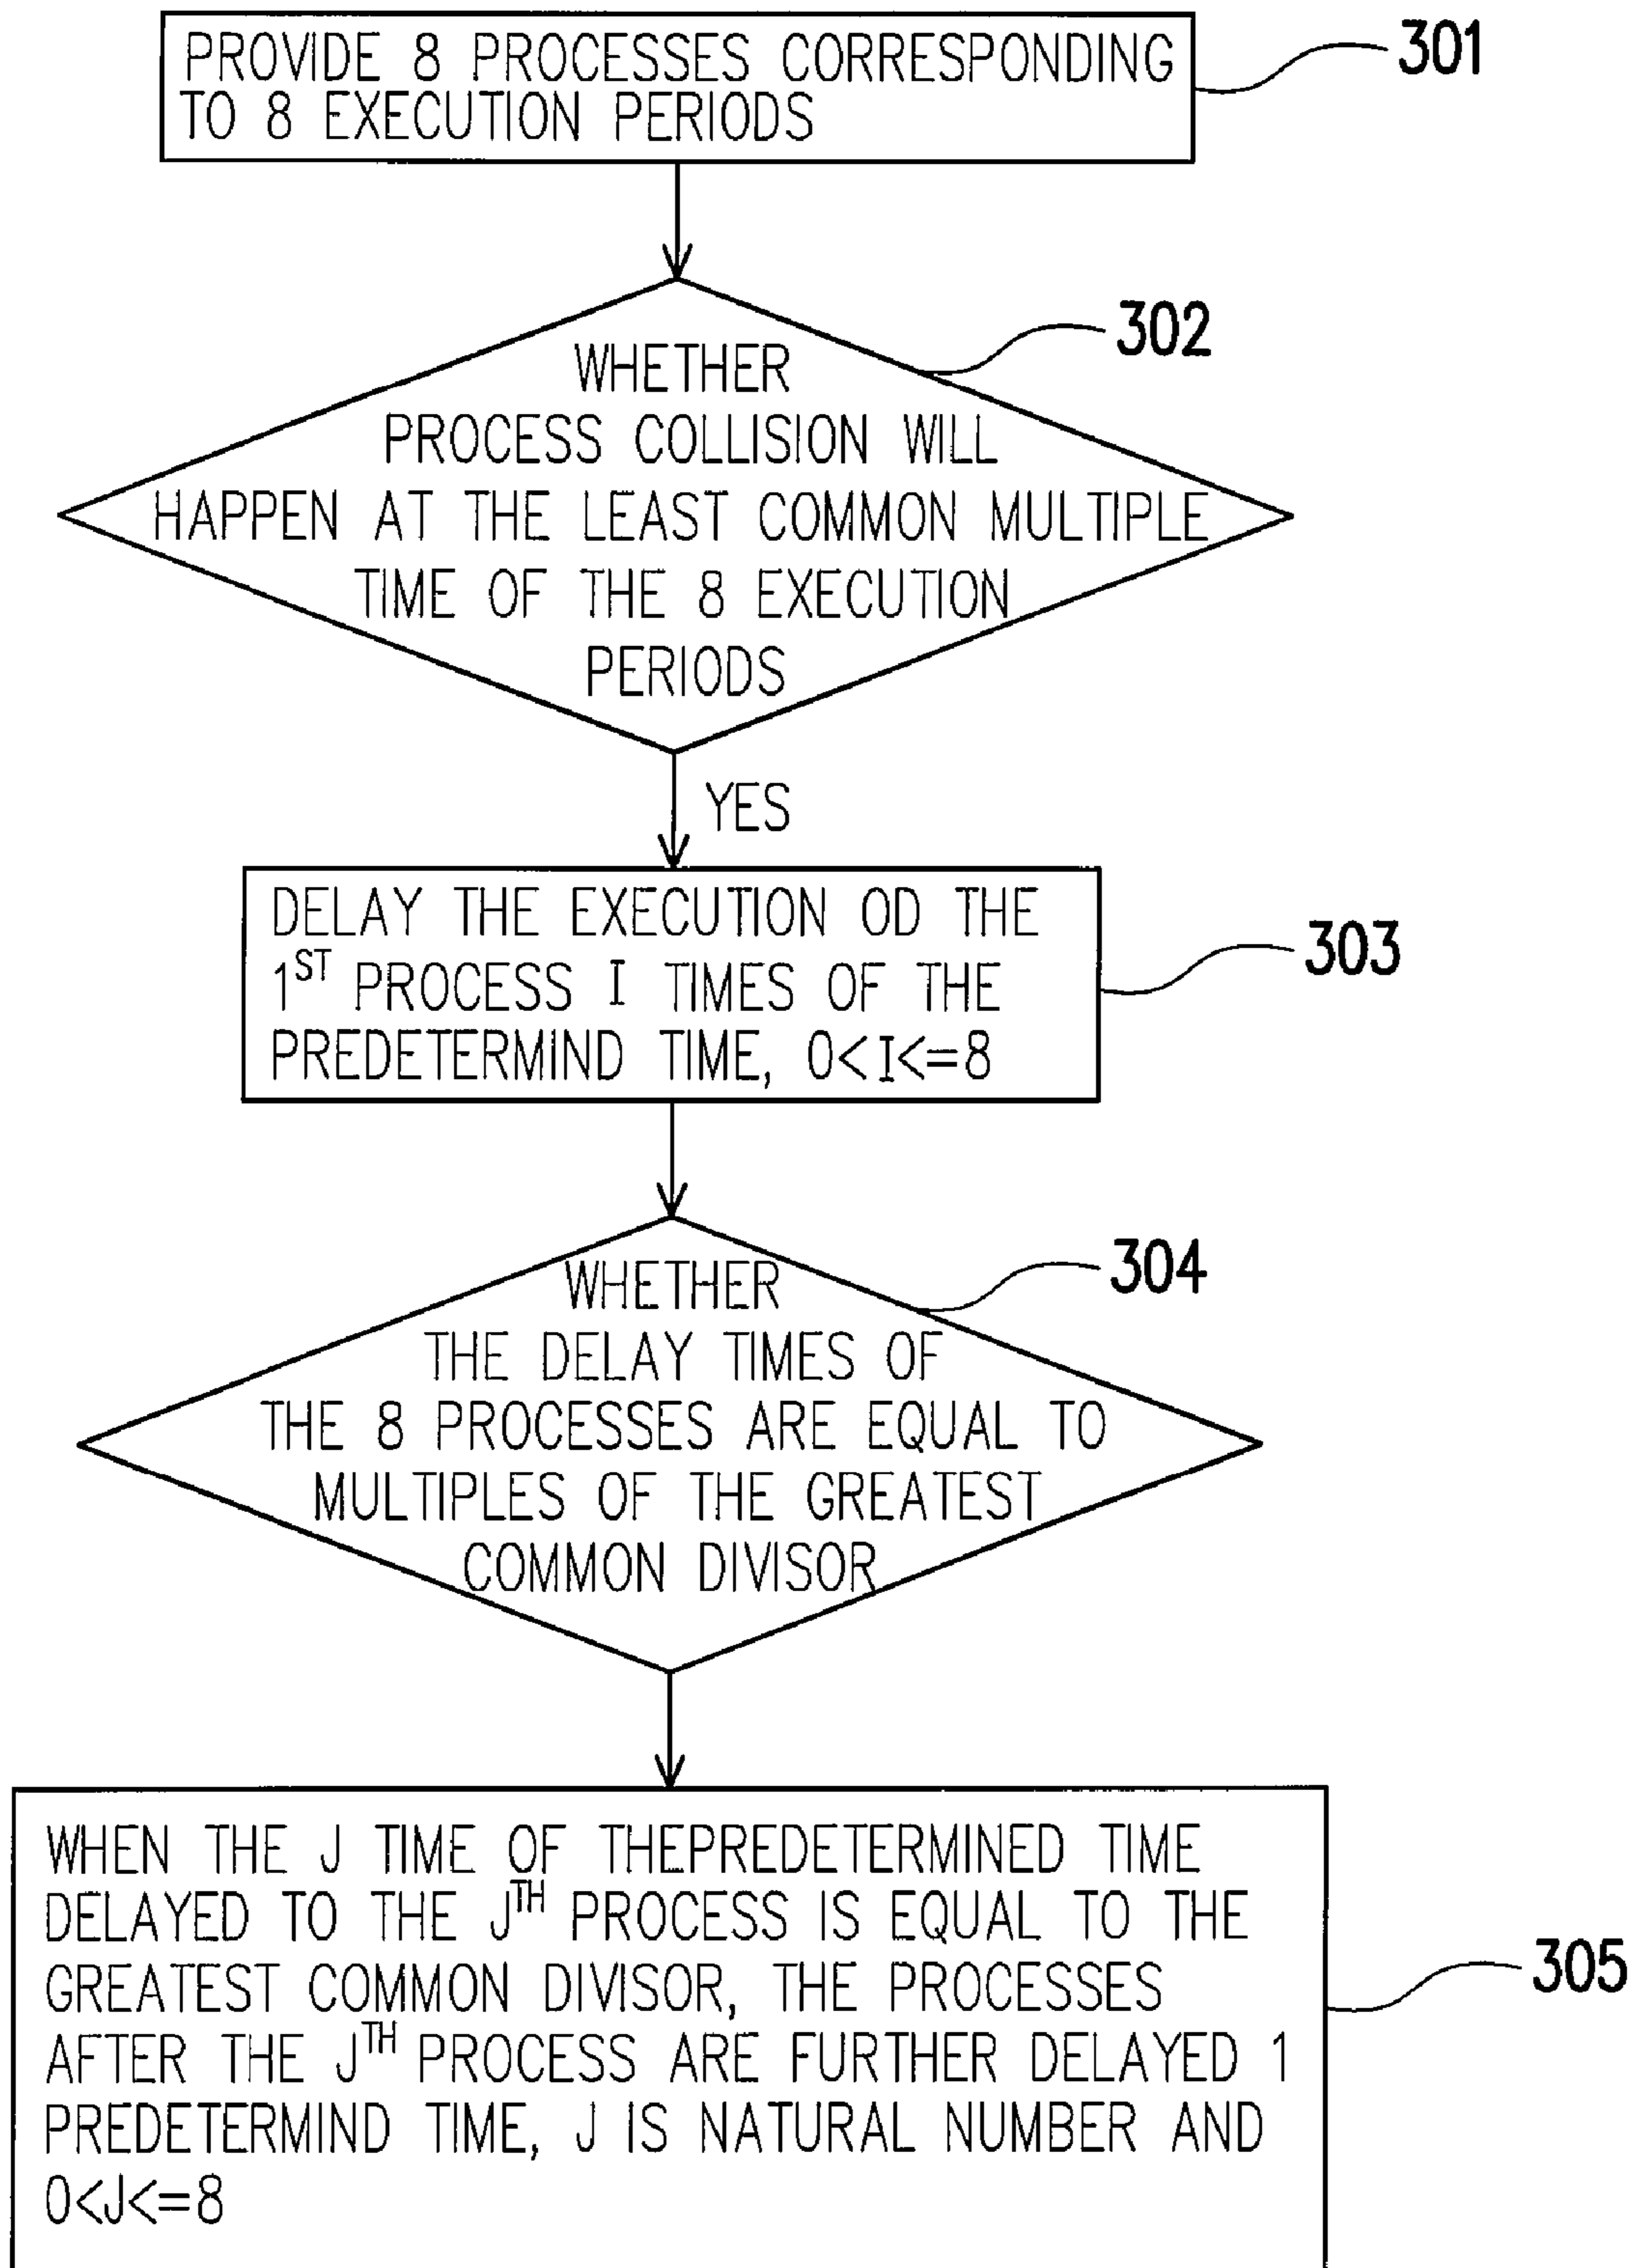 PROVIDE 8 PROCESSES CORRESPONDING
TO 8 EXECUTION PERIODS
301
302
WHETHER
PROCESS COLLISION WILL
HAPPEN AT THE LEAST COMMON MULTIPLE
TIME OF THE 8 EXECUTION
PERIODS
YES
DELAY THE EXECUTION OD THE
1ST PROCESS I TIMES OF THE
PREDETERMIND TIME, 0<I<=8
303
304
WHETHER
THE DELAY TIMES OF
THE 8 PROCESSES ARE EQUAL TO
MULTIPLES OF THE GREATEST
COMMON DIVISOR
WHEN THE J TIME OF THEPREDETERMINED TIME
DELAYED TO THE JTH PROCESS IS EQUAL TO THE
GREATEST COMMON DIVISOR, THE PROCESSES
AFTER THE JTH PROCESS ARE FURTHER DELAYED 1
PREDETERMIND TIME, J IS NATURAL NUMBER AND
0<J<=8
305